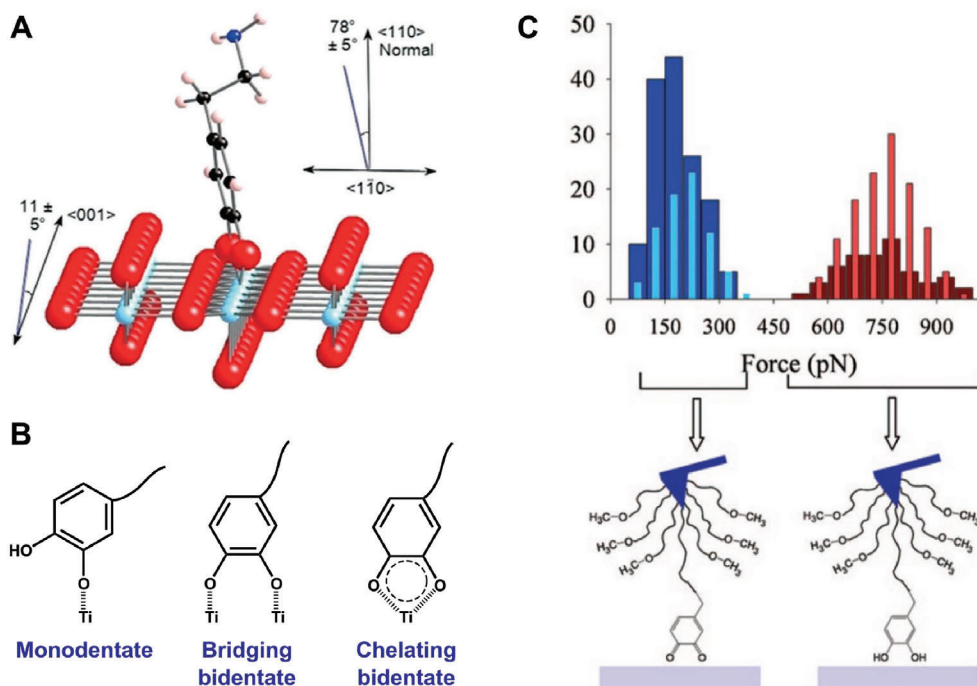 A
78°
± 5°
<110>
Normal
<11̄0>
11 ±
5°
<001>
B
HO
O
Ti
Monodentate
O
O
Ti
Ti
Bridging
bidentate
O
O
Ti
Chelating
bidentate
C
50
40
30
20
10
0
0 150 300 450 600 750 900
Force (pN)
H₃C-O
O-CH₃
H₃C-O
O-CH₃
H₃C-O
O-CH₃
O O
H₃C-O
O-CH₃
H₃C-O
O-CH₃
H₃C-O
O-CH₃
HO OH